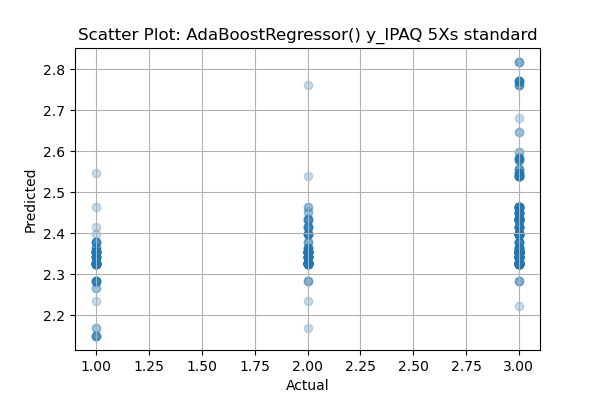 Scatter Plot: AdaBoostRegressor() y_IPAQ 5Xs standard
2.8
2.7
2.6
2.5
2.4
2.3
2.2
Predicted
1.00 1.25 1.50 1.75 2.00 2.25 2.50 2.75 3.00
Actual